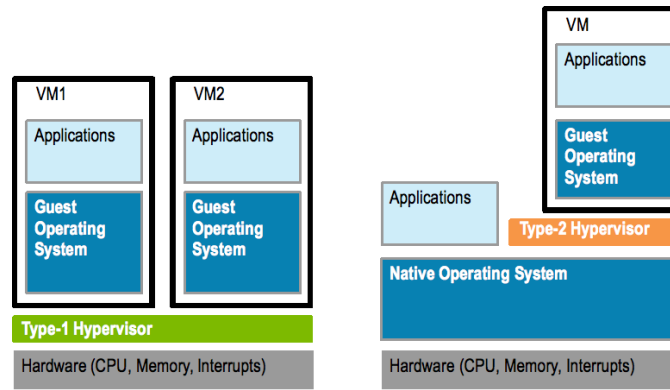 VM1
Applications
Guest
Operating
System
VM2
Applications
Guest
Operating
System
Type-1 Hypervisor
Hardware (CPU, Memory, Interrupts)
VM
Applications
Guest
Operating
System
Applications
Type-2 Hypervisor
Native Operating System
Hardware (CPU, Memory, Interrupts)